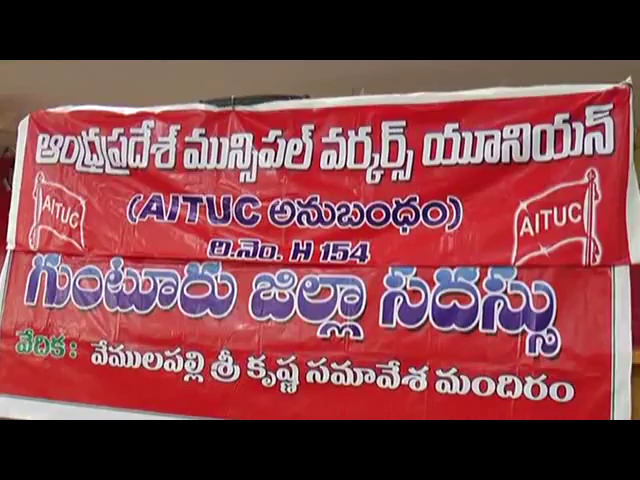 ఆంధ్రప్రదేశ్ మున్సిపల్ వర్కర్స్ యూనియన్
AITUC
(AITUC అనుబంధం)
AITUC
రి.నెం. H 154
గుంటూరు జిల్లా సదస్సు
వేదిక : వేములపల్లి శ్రీ కృష్ణ సమావేశ మందిరం